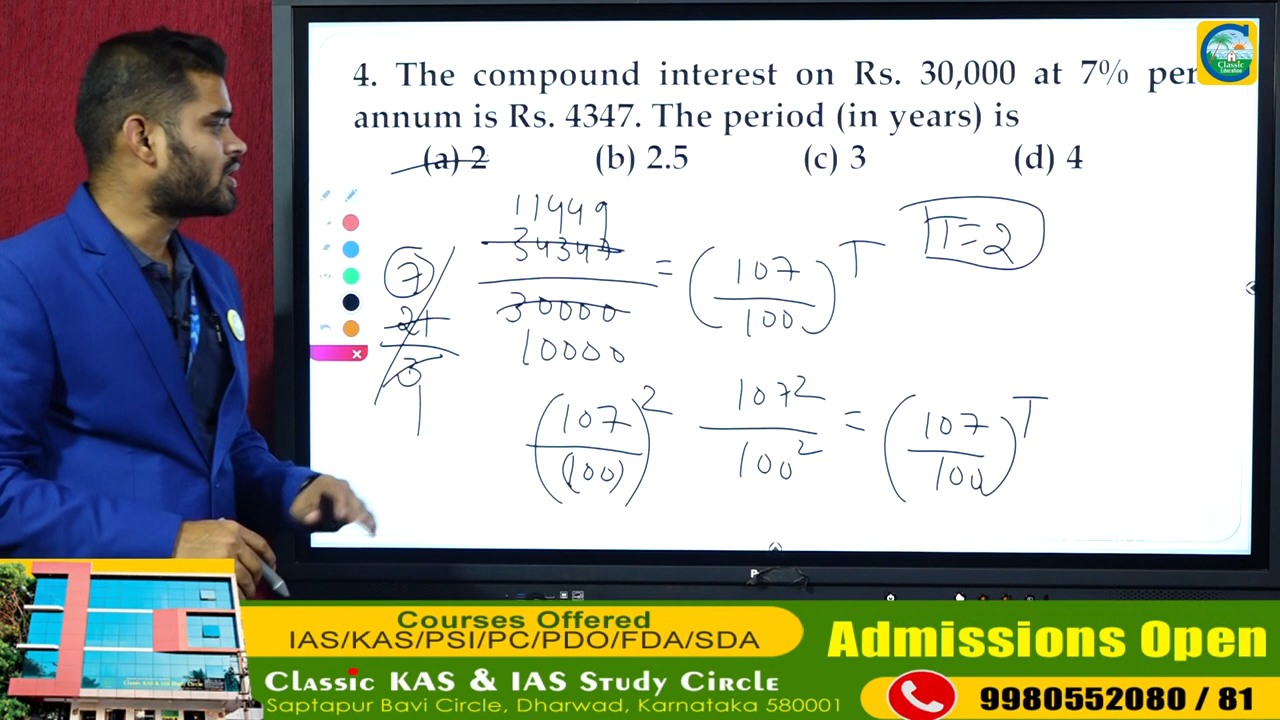 4. The compound interest on Rs. 30,000 at 7% per
annum is Rs. 4347. The period (in years) is
(a) 2 (b) 2.5 (c) 3 (d) 4
Classic
Education
11449
34347
30000
10000
= (107/100)^T
T=2
7
21
3
1
(107/(100))^2
107^2/100^2 = (107/100)^T
Courses Offered
IAS/KAS/PSI/PC/PDO/FDA/SDA
Classic KAS & IAS Study Circle
Saptapur Bavi Circle, Dharwad, Karnataka 580001
Admissions Open
9980552080 / 81